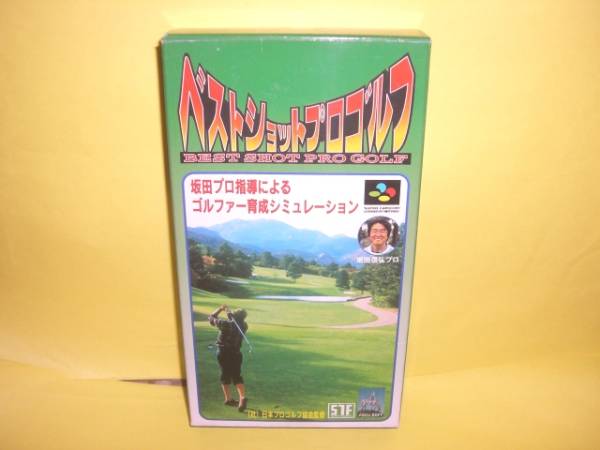 ベストショットプロゴルフ
BEST SHOT PRO GOLF
坂田プロ指導による
ゴルファー育成シミュレーション
坂田信弘プロ
(社)日本プロゴルフ協会監修